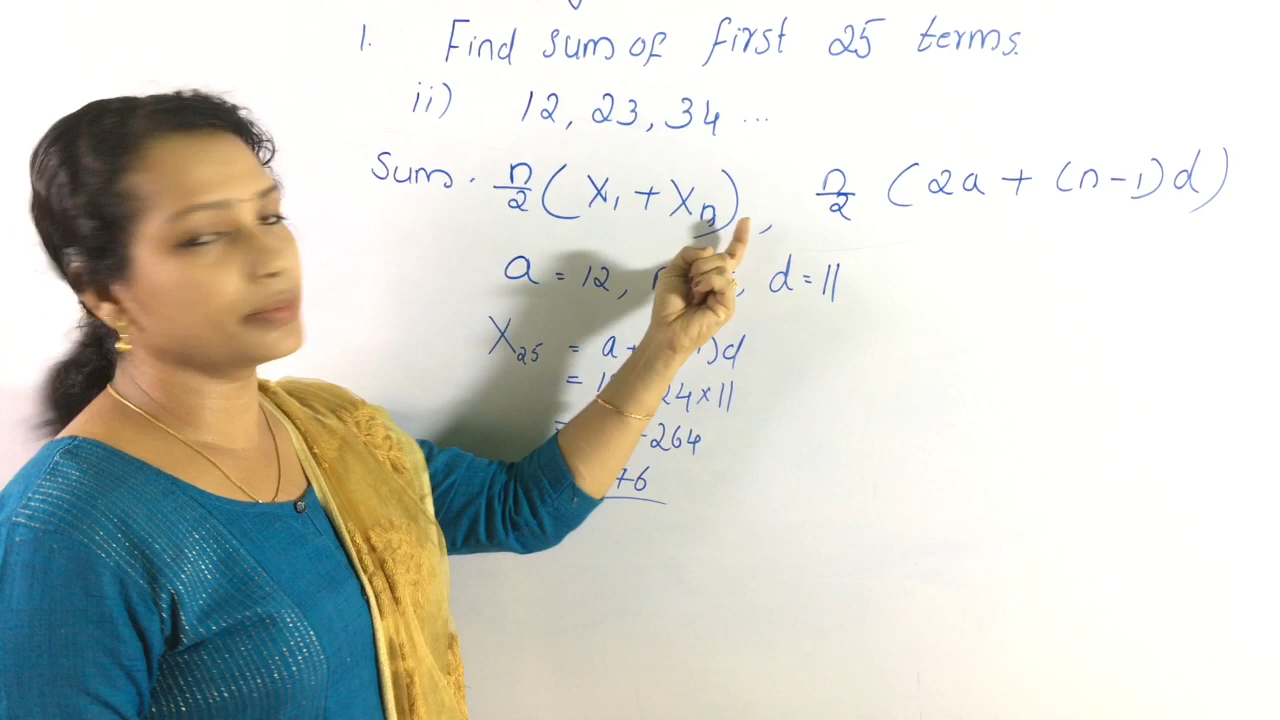 1. Find sum of first 25 terms.
ii) 12, 23, 34 ...
Sum. n/2 (X₁ + Xₙ), n/2 (2a + (n-1)d)
a = 12, d = 11
X₂₅ = a+ )d
= 24×11
= 264
76